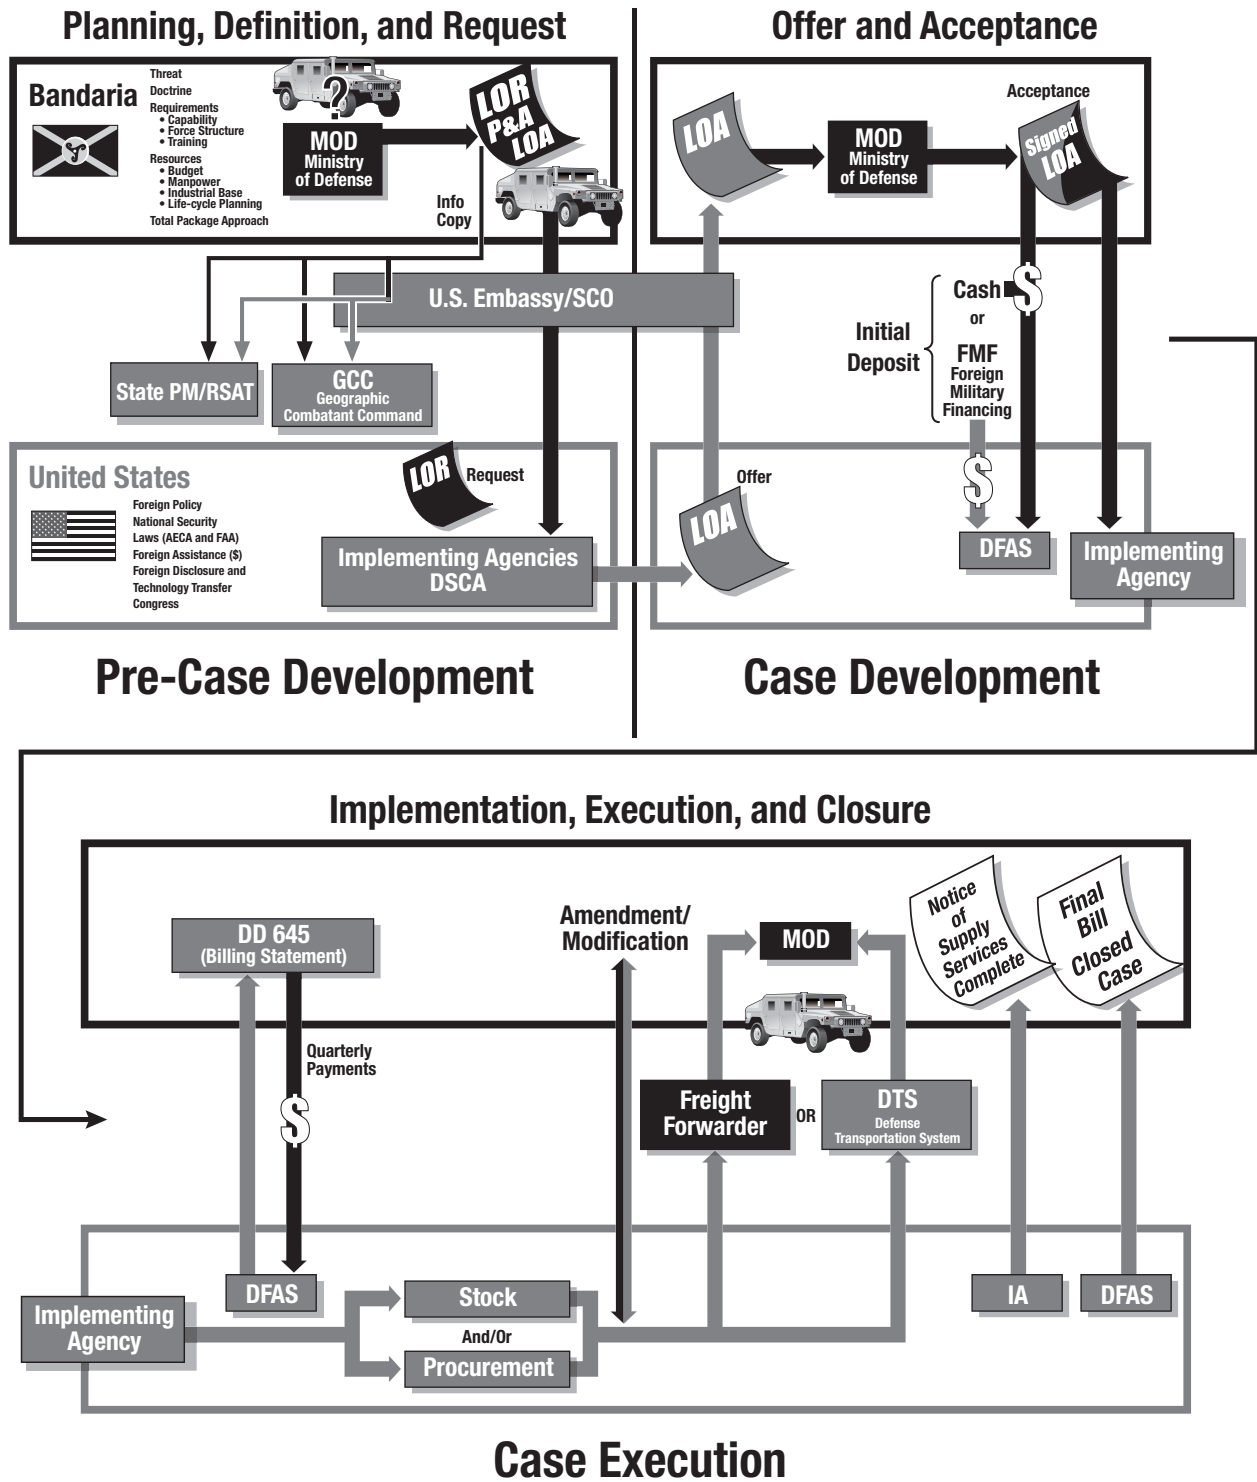 Planning, Definition, and Request
Bandaria
Threat
Doctrine
Requirements
• Capability
• Force Structure
• Training
Resources
• Budget
• Manpower
• Industrial Base
• Life-cycle Planning
Total Package Approach
?
MOD
Ministry
of Defense
LOR
P&A
LOA
Info
Copy
U.S. Embassy/SCO
State PM/RSAT
GCC
Geographic
Combatant Command
United States
Foreign Policy
National Security
Laws (AECA and FAA)
Foreign Assistance ($)
Foreign Disclosure and
Technology Transfer
Congress
LOR
Request
Implementing Agencies
DSCA
Pre-Case Development
Offer and Acceptance
LOA
MOD
Ministry
of Defense
Acceptance
Signed
LOA
Initial
Deposit
Cash
$
or
FMF
Foreign
Military
Financing
$
LOA
Offer
DFAS
Implementing
Agency
Case Development
Implementation, Execution, and Closure
DD 645
(Billing Statement)
Quarterly
Payments
$
Amendment/
Modification
MOD
Notice
of
Supply
Services
Complete
Final
Bill
Closed
Case
Freight
Forwarder
OR
DTS
Defense
Transportation System
Implementing
Agency
DFAS
Stock
And/Or
Procurement
IA
DFAS
Case Execution